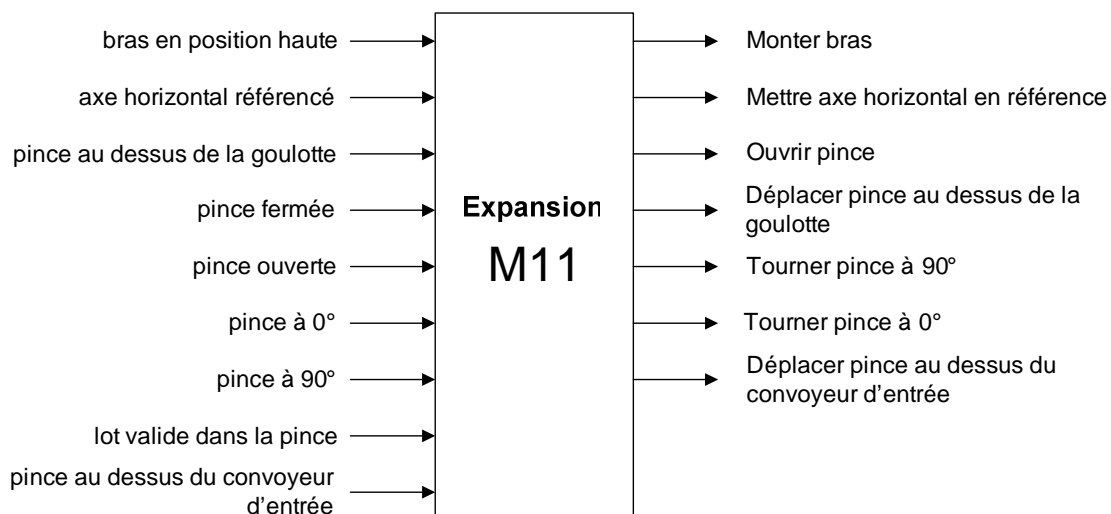 bras en position haute
axe horizontal référencé
pince au dessus de la goulotte
pince fermée
pince ouverte
pince à 0°
pince à 90°
lot valide dans la pince
pince au dessus du convoyeur
d'entrée
Expansion
M11
Monter bras
Mettre axe horizontal en référence
Ouvrir pince
Déplacer pince au dessus de la
goulotte
Tourner pince à 90°
Tourner pince à 0°
Déplacer pince au dessus du
convoyeur d'entrée